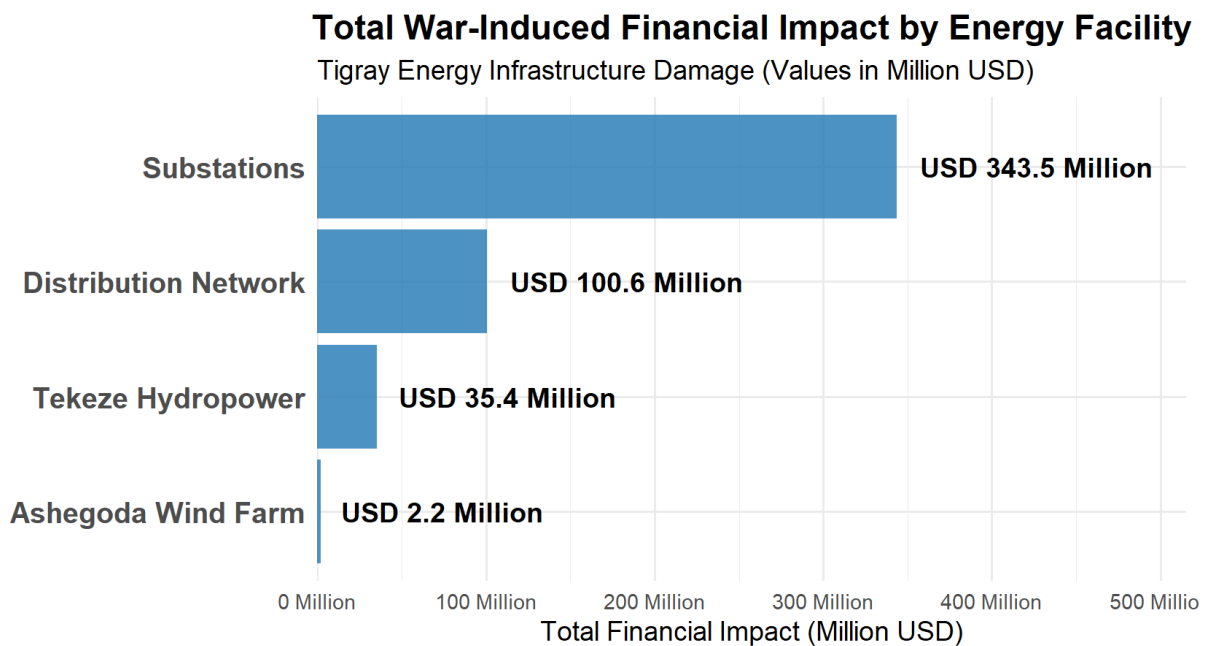 Total War-Induced Financial Impact by Energy Facility
Tigray Energy Infrastructure Damage (Values in Million USD)
Substations
USD 343.5 Million
Distribution Network
USD 100.6 Million
Tekeze Hydropower
USD 35.4 Million
Ashegoda Wind Farm
USD 2.2 Million
0 Million 100 Million 200 Million 300 Million 400 Million 500 Millio
Total Financial Impact (Million USD)